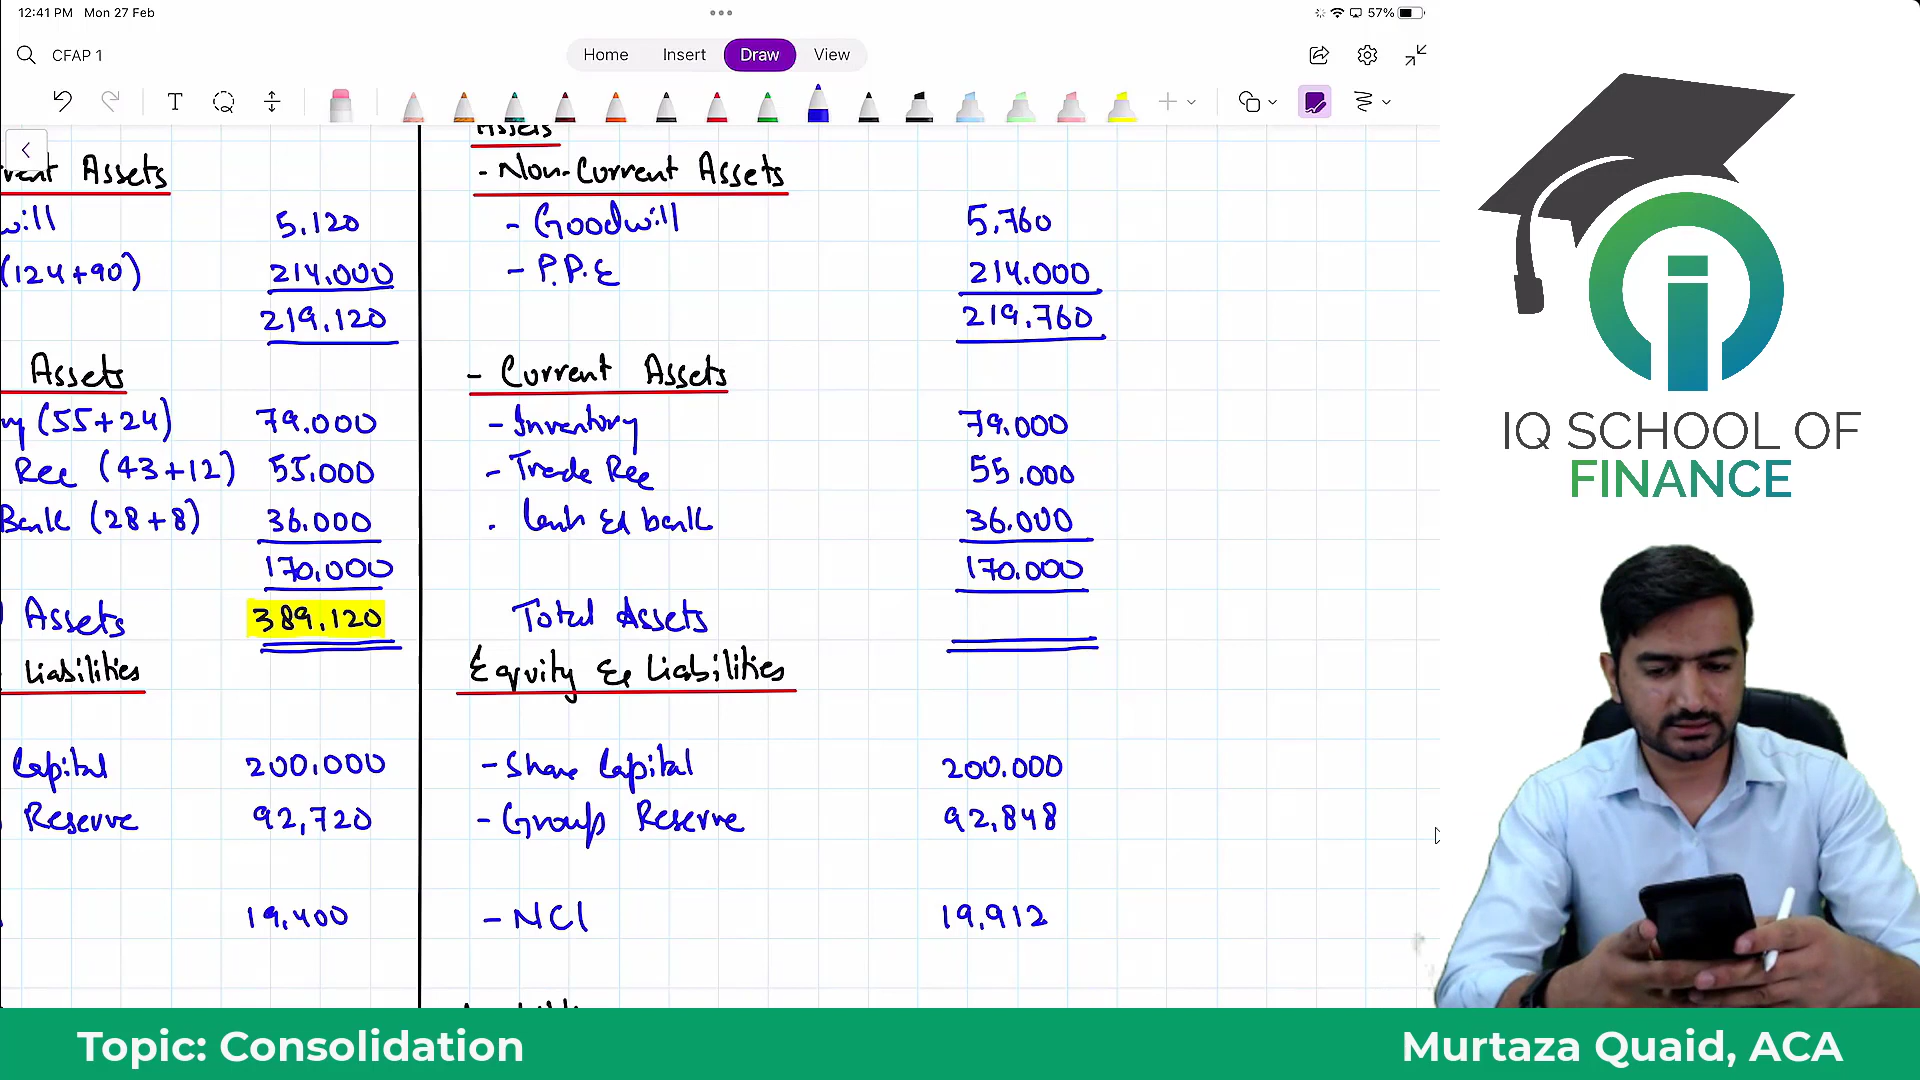 12:41 PM Mon 27 Feb
57%
CFAP 1
Home Insert Draw View
T
Assets
rent Assets
will 5,120
(124+90) 214,000
219,120
Assets
ry (55+24) 79,000
Rec (43+12) 55,000
Bank (28+8) 36,000
170,000
Assets 389,120
Liabilities
Capital 200,000
Reserve 92,720
19,400
- Non-Current Assets
- Goodwill 5,760
- P.P.E 214,000
219,760
- Current Assets
- Inventory 79,000
- Trade Rec 55,000
- Cash & bank 36,000
170,000
Total Assets
Equity & Liabilities
- Share Capital 200,000
- Group Reserve 92,848
- NCI 19,912
IQ SCHOOL OF
FINANCE
Topic: Consolidation
Murtaza Quaid, ACA